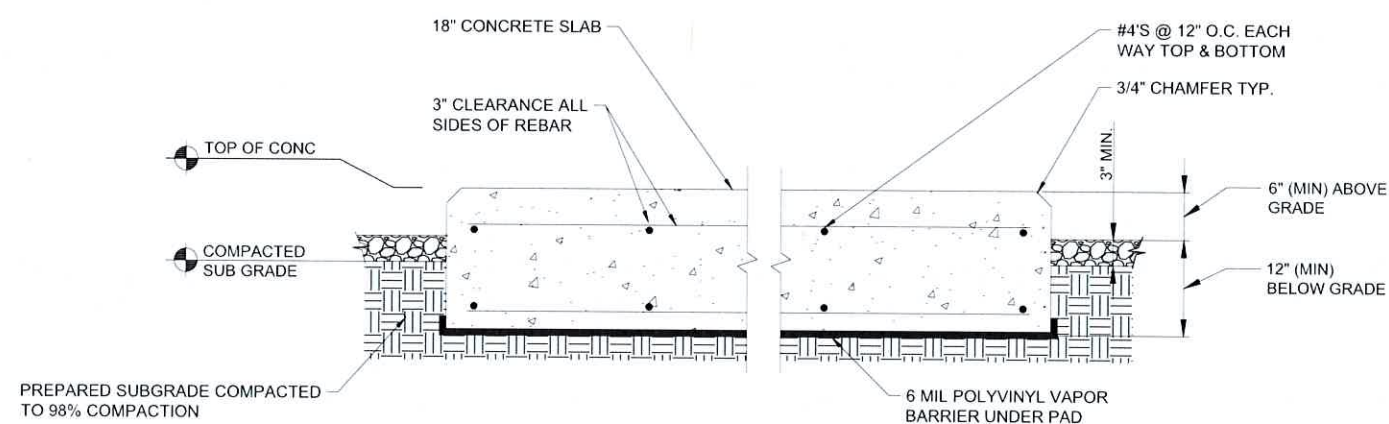 18" CONCRETE SLAB
#4'S @ 12" O.C. EACH
WAY TOP & BOTTOM
3/4" CHAMFER TYP.
3" CLEARANCE ALL
SIDES OF REBAR
TOP OF CONC
3" MIN.
6" (MIN) ABOVE
GRADE
COMPACTED
SUB GRADE
12" (MIN)
BELOW GRADE
PREPARED SUBGRADE COMPACTED
TO 98% COMPACTION
6 MIL POLYVINYL VAPOR
BARRIER UNDER PAD